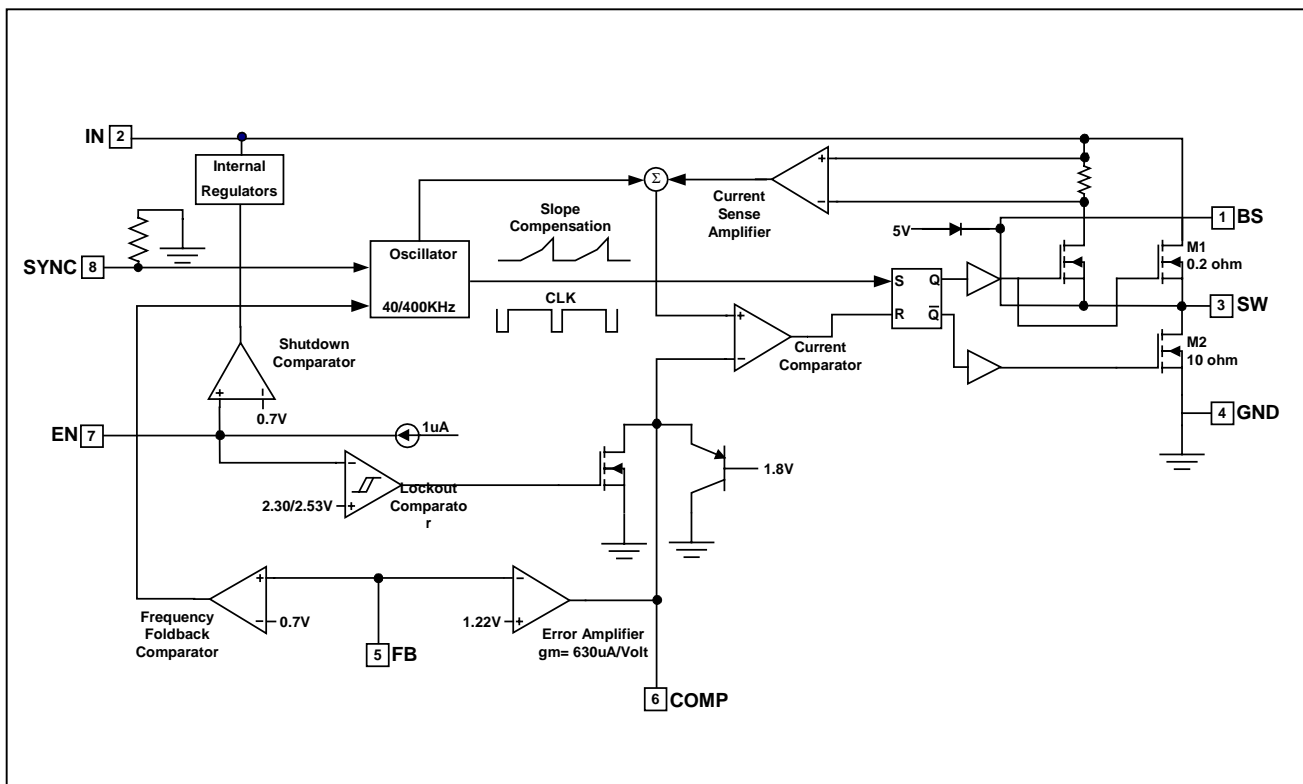 IN 2
Internal
Regulators
SYNC 8
Oscillator
40/400KHz
Slope
Compensation
CLK
Σ
+
−
Current
Sense
Amplifier
5V
1 BS
M1
0.2 ohm
S Q
R Q̅
3 SW
M2
10 ohm
4 GND
+
−
Current
Comparator
Shutdown
Comparator
+ −
0.7V
EN 7
1uA
−
2.30/2.53V +
Lockout
Comparato
r
1.8V
+
− 0.7V
Frequency
Foldback
Comparator
5 FB
−
1.22V +
Error Amplifier
gm= 630uA/Volt
6 COMP